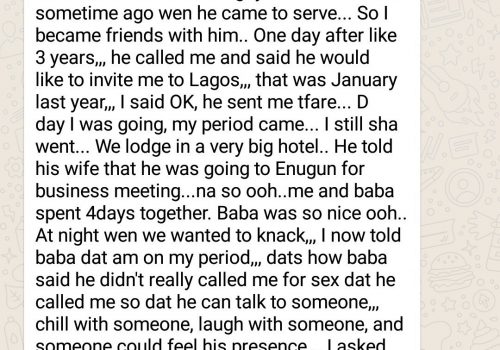 sometime ago wen he came to serve... So I
became friends with him.. One day after like
3 years,,, he called me and said he would
like to invite me to Lagos,,, that was January
last year,,, I said OK, he sent me tfare... D
day I was going, my period came... I still sha
went... We lodge in a very big hotel.. He told
his wife that he was going to Enugun for
business meeting...na so ooh..me and baba
spent 4days together. Baba was so nice ooh..
At night wen we wanted to knack,,, I now told
baba dat am on my period,,, dats how baba
said he didn't really called me for sex dat he
called me so dat he can talk to someone,,,
chill with someone, laugh with someone, and
someone could feel his presence... I asked